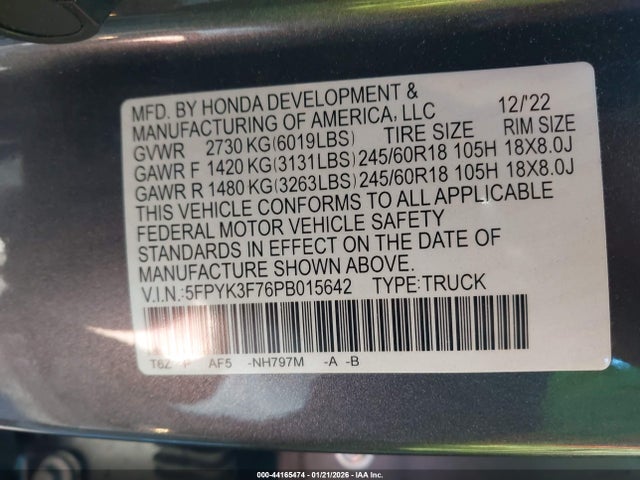 MFD. BY HONDA DEVELOPMENT & 12/'22
MANUFACTURING OF AMERICA, LLC
GVWR 2730 KG(6019LBS) TIRE SIZE RIM SIZE
GAWR F 1420 KG(3131LBS) 245/60R18 105H 18X8.0J
GAWR R 1480 KG(3263LBS) 245/60R18 105H 18X8.0J
THIS VEHICLE CONFORMS TO ALL APPLICABLE
FEDERAL MOTOR VEHICLE SAFETY
STANDARDS IN EFFECT ON THE DATE OF
MANUFACTURE SHOWN ABOVE.
V.I.N.:5FPYK3F76PB015642 TYPE:TRUCK
AF5 -NH797M -A -B
000-44165474 | 01/21/2026 - IAA Inc.